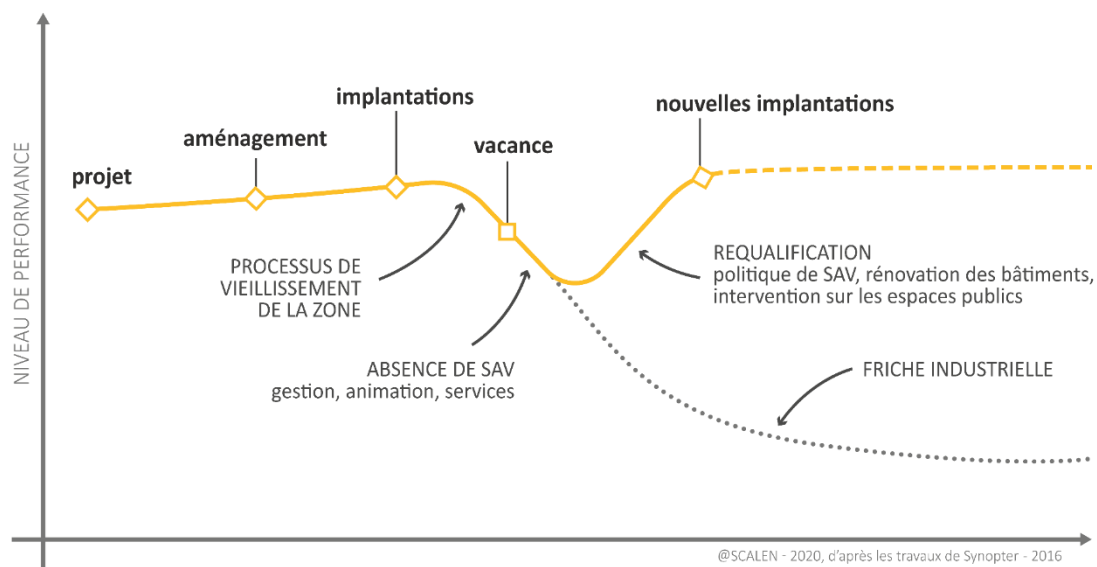 implantations
nouvelles implantations
aménagement
vacance
projet
NIVEAU DE PERFORMANCE
PROCESSUS DE
VIEILLISSEMENT
DE LA ZONE
REQUALIFICATION
politique de SAV, rénovation des bâtiments,
intervention sur les espaces publics
ABSENCE DE SAV
gestion, animation, services
FRICHE INDUSTRIELLE
@SCALEN - 2020, d'après les travaux de Synopter - 2016